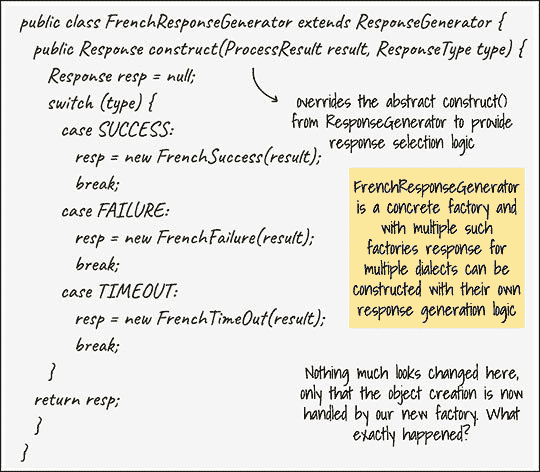 public class FrenchResponseGenerator extends ResponseGenerator {
public Response construct(ProcessResult result, ResponseType type) {
Response resp = null;
switch (type) {
case SUCCESS:
resp = new FrenchSuccess(result);
break;
case FAILURE:
resp = new FrenchFailure(result);
break;
case TIMEOUT:
resp = new FrenchTimeOut(result);
break;
}
return resp;
}
}
overrides the abstract construct()
from ResponseGenerator to provide
response selection logic
FrenchResponseGenerator
is a concrete factory and
with multiple such
factories response for
multiple dialects can be
constructed with their own
response generation logic
Nothing much looks changed here,
only that the object creation is now
handled by our new factory. What
exactly happened?